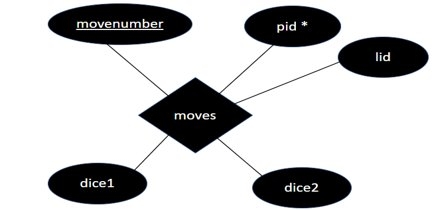 movenumber
pid *
lid
moves
dice1
dice2